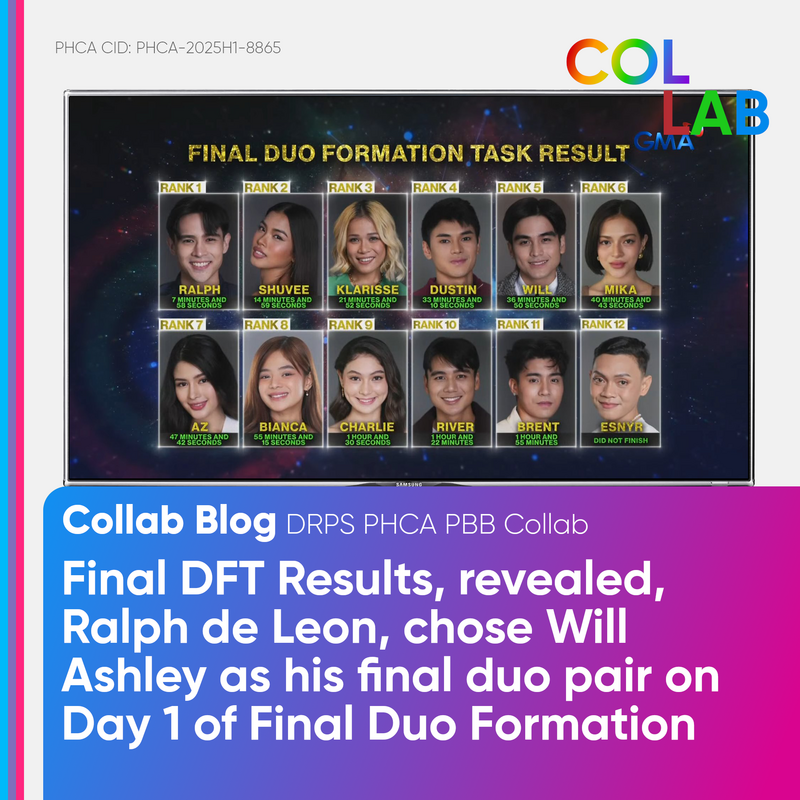 PHCA CID: PHCA-2025H1-8865
COL
LAB
GMA
FINAL DUO FORMATION TASK RESULT
RANK 1
RANK 2
RANK 3
RANK 4
RANK 5
RANK 6
RALPH
SHUVEE
KLARISSE
DUSTIN
WILL
MIKA
7 MINUTES AND
58 SECONDS
14 MINUTES AND
59 SECONDS
21 MINUTES AND
52 SECONDS
33 MINUTES AND
10 SECONDS
36 MINUTES AND
50 SECONDS
40 MINUTES AND
43 SECONDS
RANK 7
RANK 8
RANK 9
RANK 10
RANK 11
RANK 12
AZ
BIANCA
CHARLIE
RIVER
BRENT
ESNYR
47 MINUTES AND
42 SECONDS
55 MINUTES AND
15 SECONDS
1 HOUR AND
30 SECONDS
1 HOUR AND
22 MINUTES
1 HOUR AND
55 MINUTES
DID NOT FINISH
SAMSUNG
Collab Blog DRPS PHCA PBB Collab
Final DFT Results, revealed,
Ralph de Leon, chose Will
Ashley as his final duo pair on
Day 1 of Final Duo Formation